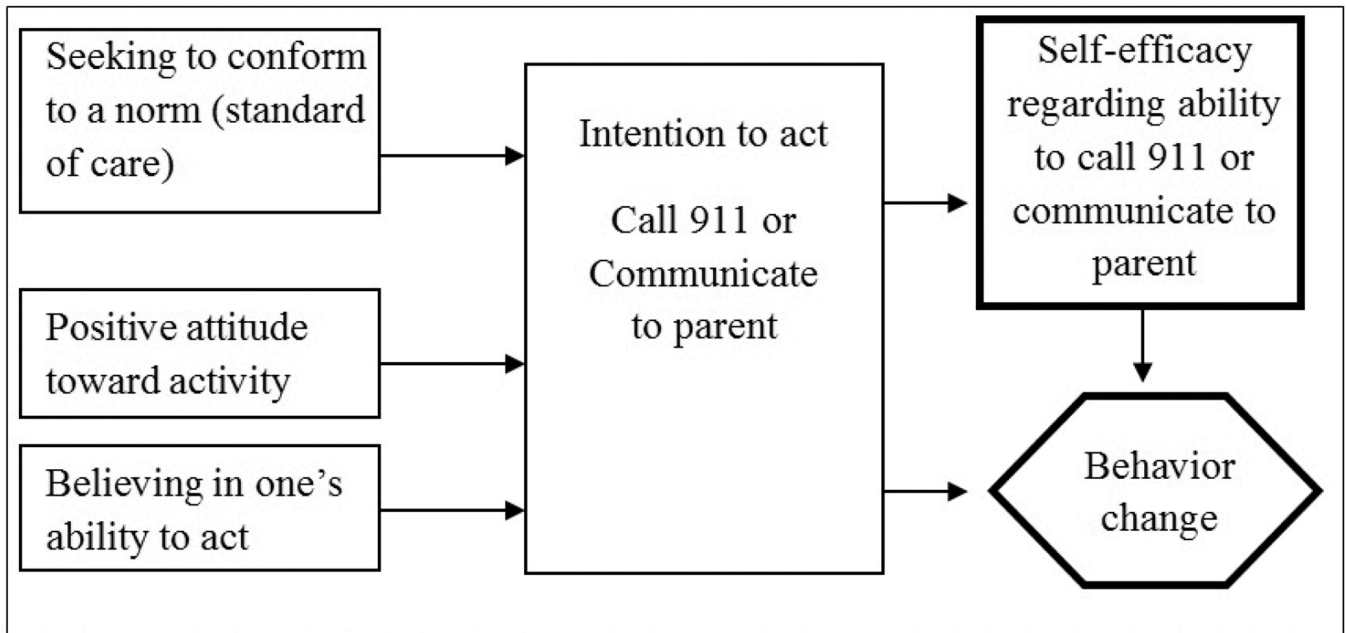 Seeking to conform
to a norm (standard
of care)
Positive attitude
toward activity
Believing in one’s
ability to act
Intention to act
Call 911 or
Communicate
to parent
Self-efficacy
regarding ability
to call 911 or
communicate to
parent
Behavior
change